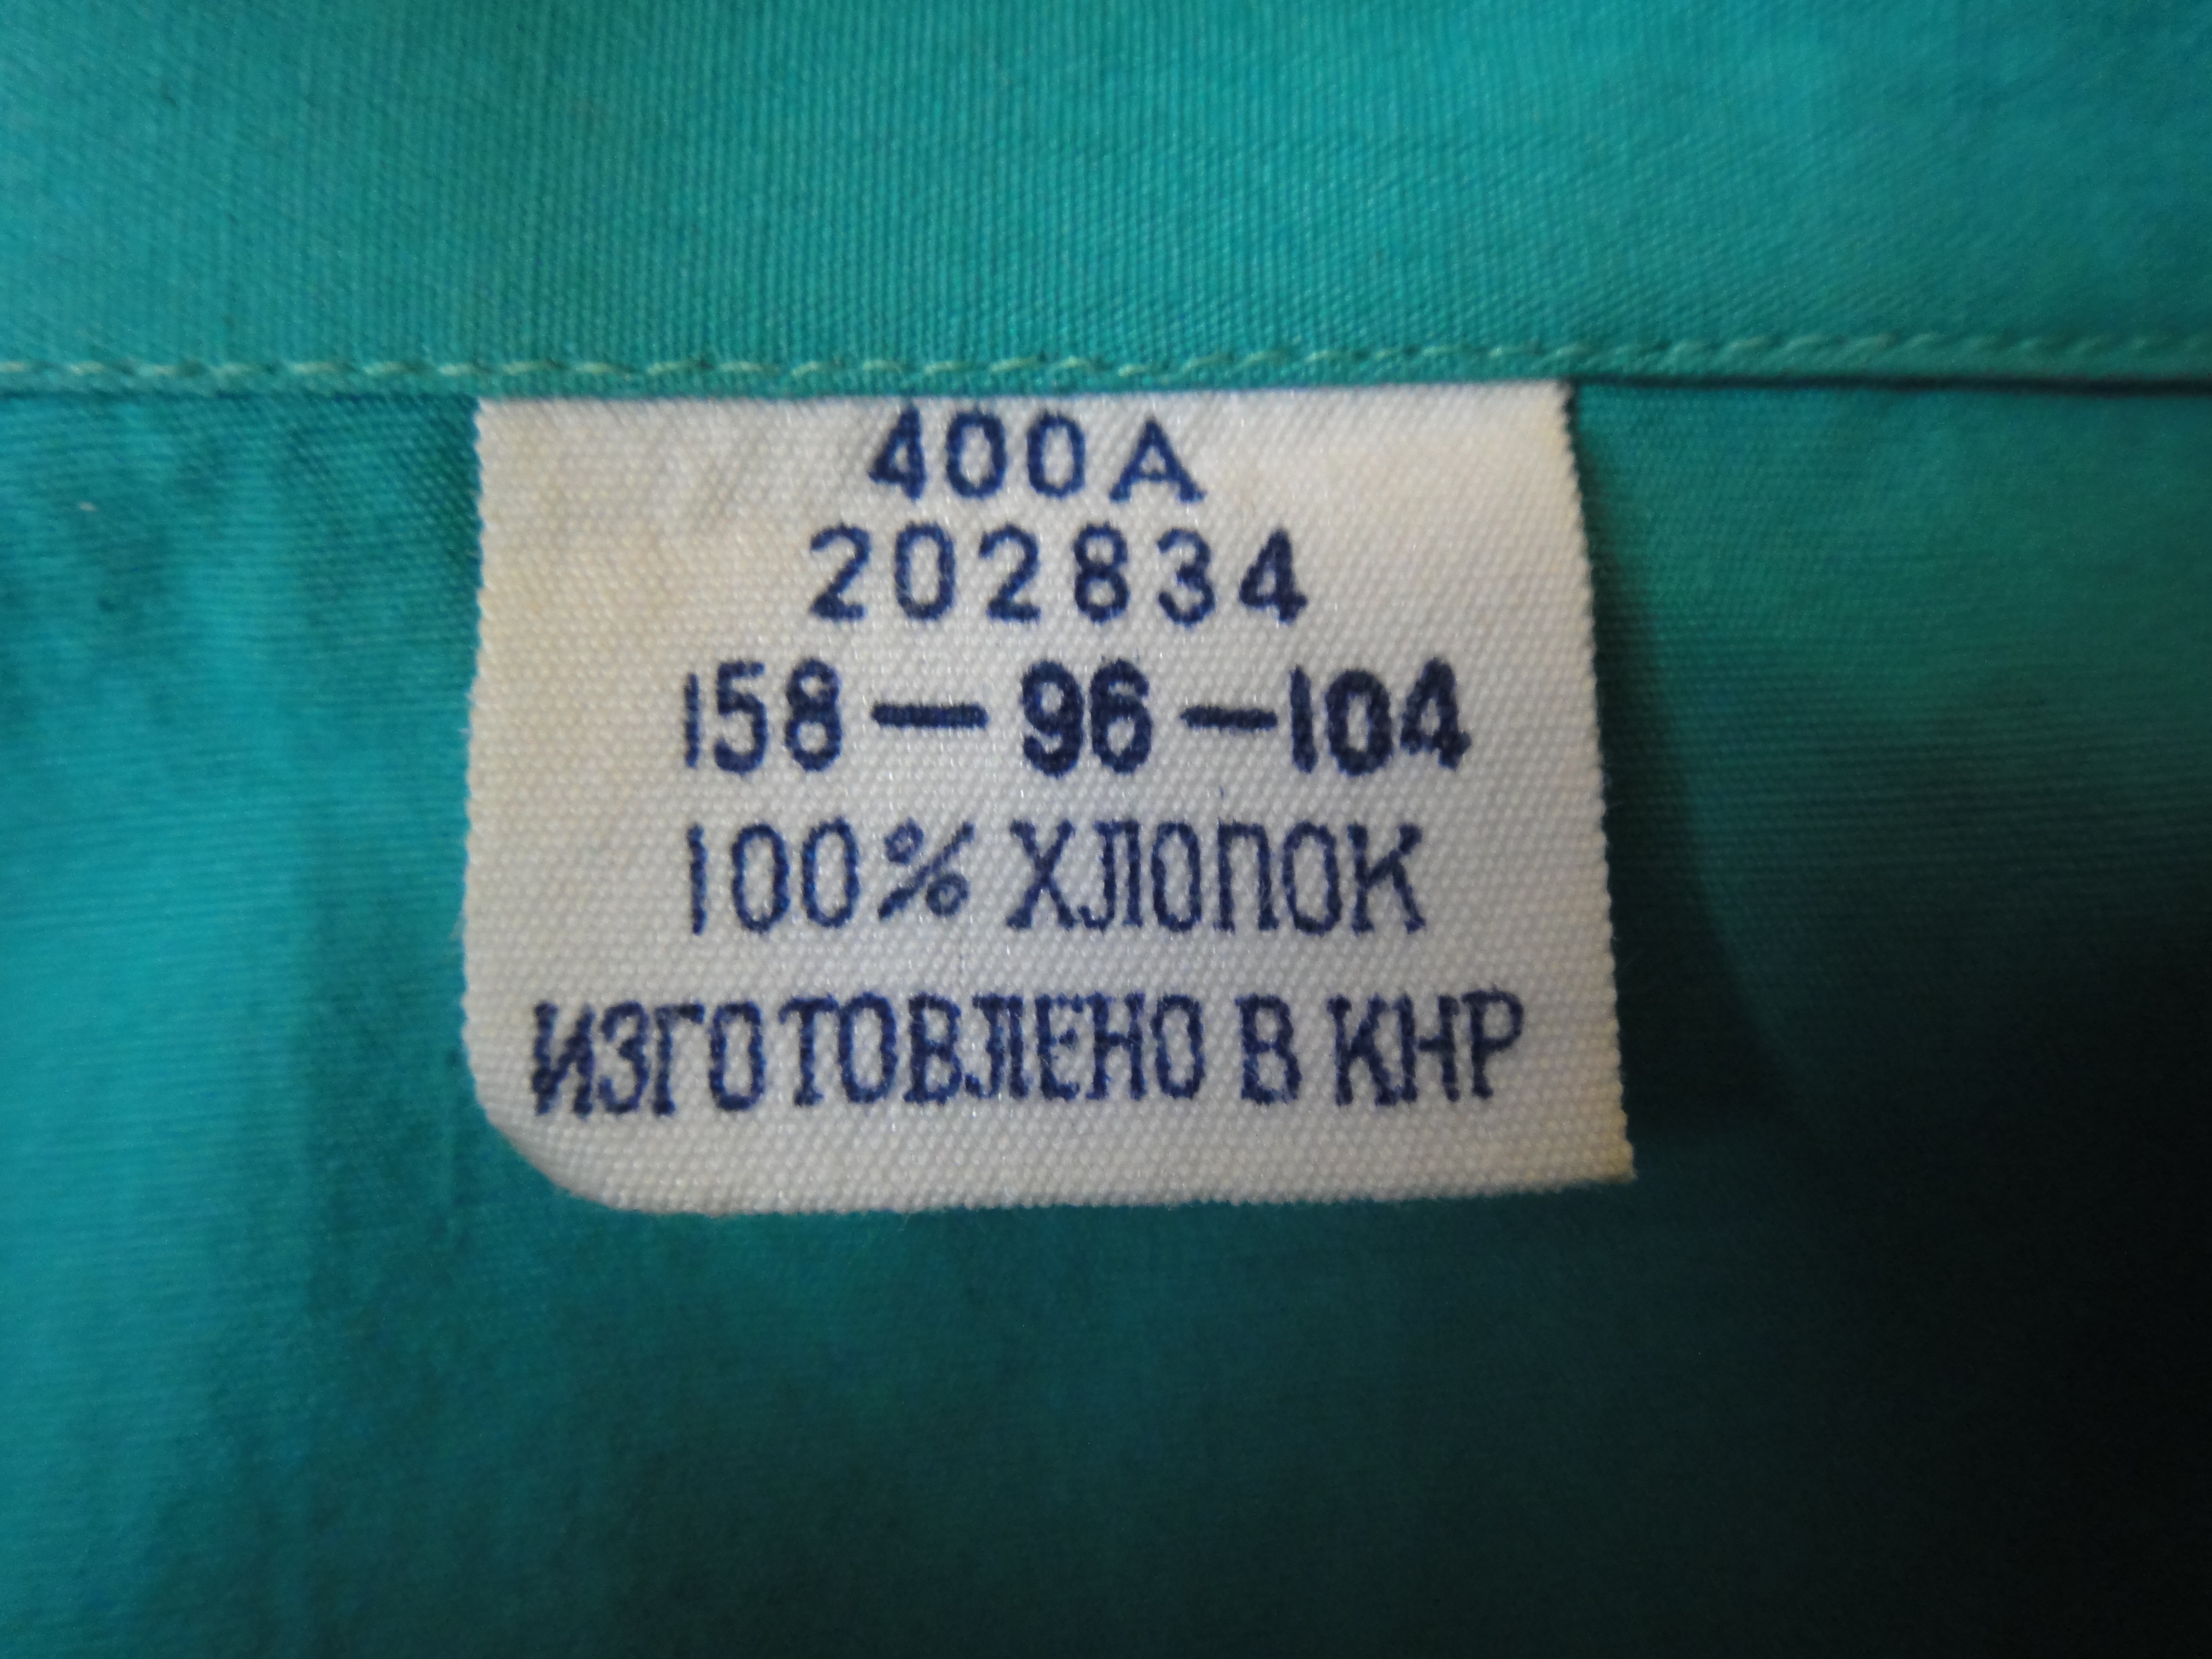 400А
202834
158-96-104
100% ХЛОПОК
ИЗГОТОВЛЕНО В КНР